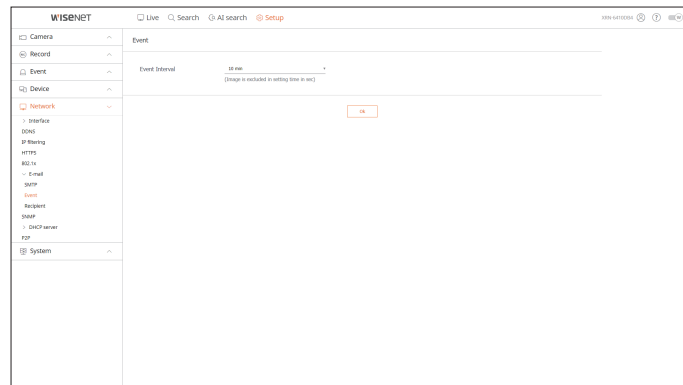 WISENET
Live Search AI search Setup
Camera
Record
Event
Device
Network
Interface
DDNS
IP filtering
HTTPS
802.1x
E-mail
SMTP
Event
Recipient
SNMP
DHCP server
P2P
System
Event
Event Interval 10 min
(Image is excluded in setting time in sec)
Ok